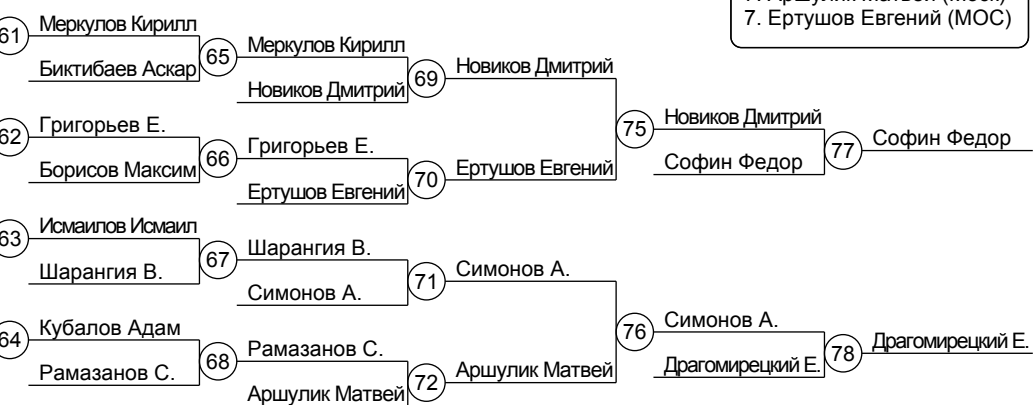 7. Ертушов Евгений (МОС)
61 Меркулов Кирилл
Биктибаев Аскар
65 Меркулов Кирилл
Новиков Дмитрий
69 Новиков Дмитрий
62 Григорьев Е.
Борисов Максим
66 Григорьев Е.
Ертушов Евгений
70 Ертушов Евгений
75 Новиков Дмитрий
Софин Федор
77 Софин Федор
63 Исмаилов Исмаил
Шарангия В.
67 Шарангия В.
Симонов А.
71 Симонов А.
64 Кубалов Адам
Рамазанов С.
68 Рамазанов С.
Аршулик Матвей
72 Аршулик Матвей
76 Симонов А.
Драгомирецкий Е.
78 Драгомирецкий Е.